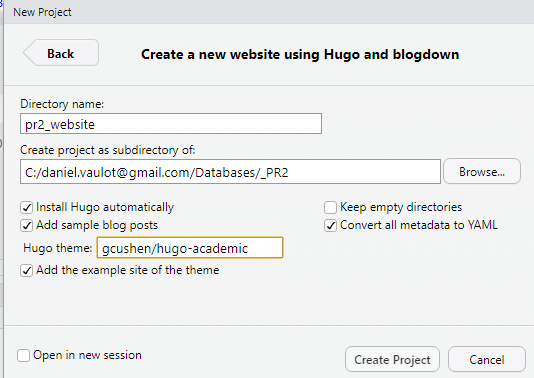 New Project
Back
Create a new website using Hugo and blogdown
Directory name:
pr2_website
Create project as subdirectory of:
C:/daniel.vaulot@gmail.com/Databases/_PR2
Browse...
Install Hugo automatically
Keep empty directories
Add sample blog posts
Convert all metadata to YAML
Hugo theme: gcushen/hugo-academic
Add the example site of the theme
Open in new session
Create Project
Cancel